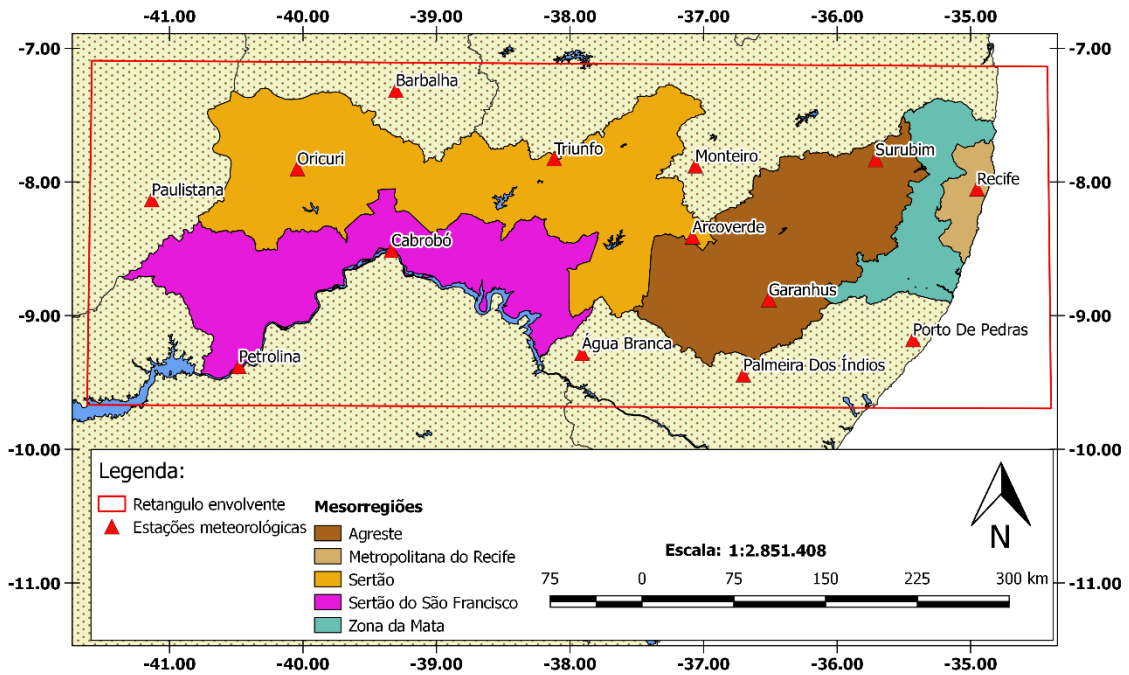 -41.00 -40.00 -39.00 -38.00 -37.00 -36.00 -35.00
-7.00 -7.00
Barbalha
Triunfo
Surubim
Oricuri
Monteiro
Recife
Paulistana
-8.00 -8.00
Arcoverde
Cabrobó
Garanhus
-9.00 -9.00
Porto De Pedras
Água Branca
Petrolina
Palmeira Dos Índios
-10.00 -10.00
Legenda:
Retangulo envolvente
Estações meteorológicas
Mesorregiões
Agreste
Metropolitana do Recife
Sertão
Sertão do São Francisco
Zona da Mata
N
Escala: 1:2.851.408
75 0 75 150 225 300 km
-11.00 -11.00
-41.00 -40.00 -39.00 -38.00 -37.00 -36.00 -35.00